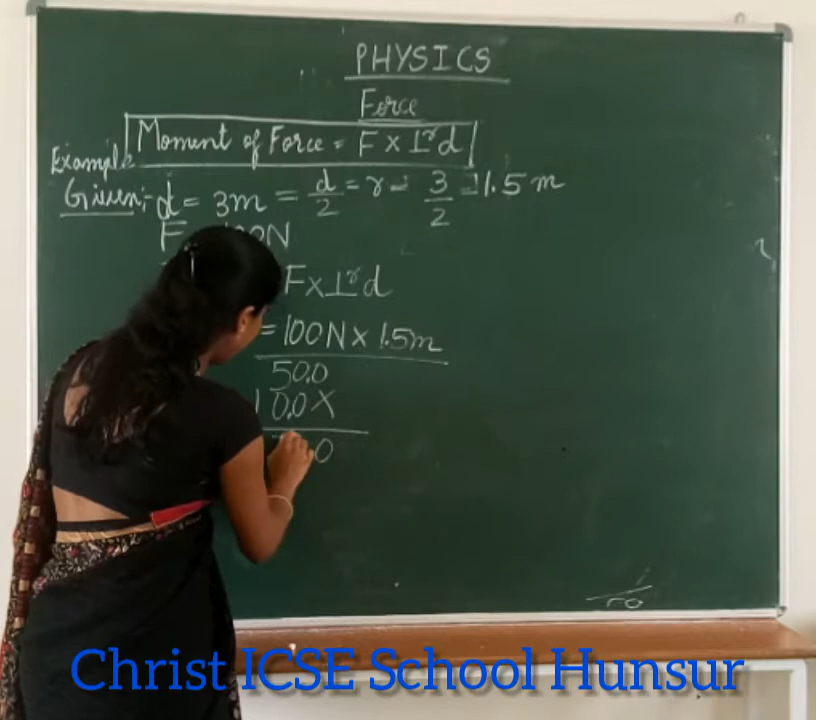 PHYSICS
Force
Moment of Force = F x ⊥ʳ d
Example
Given:- d = 3m = d/2 = r = 3/2 = 1.5 m
F 100N
F x ⊥ʳ d
= 100N x 1.5m
50.0
10.0X
0
Christ ICSE School Hunsur